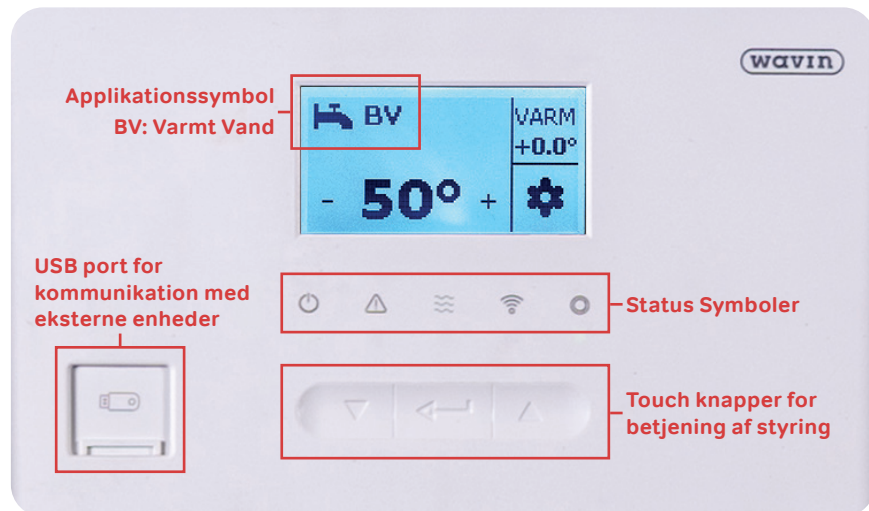 wavin
Applikationssymbol
BV: Varmt Vand
BV
VARM
+0.0°
- 50° +
USB port for
kommunikation med
eksterne enheder
Status Symboler
Touch knapper for
betjening af styring